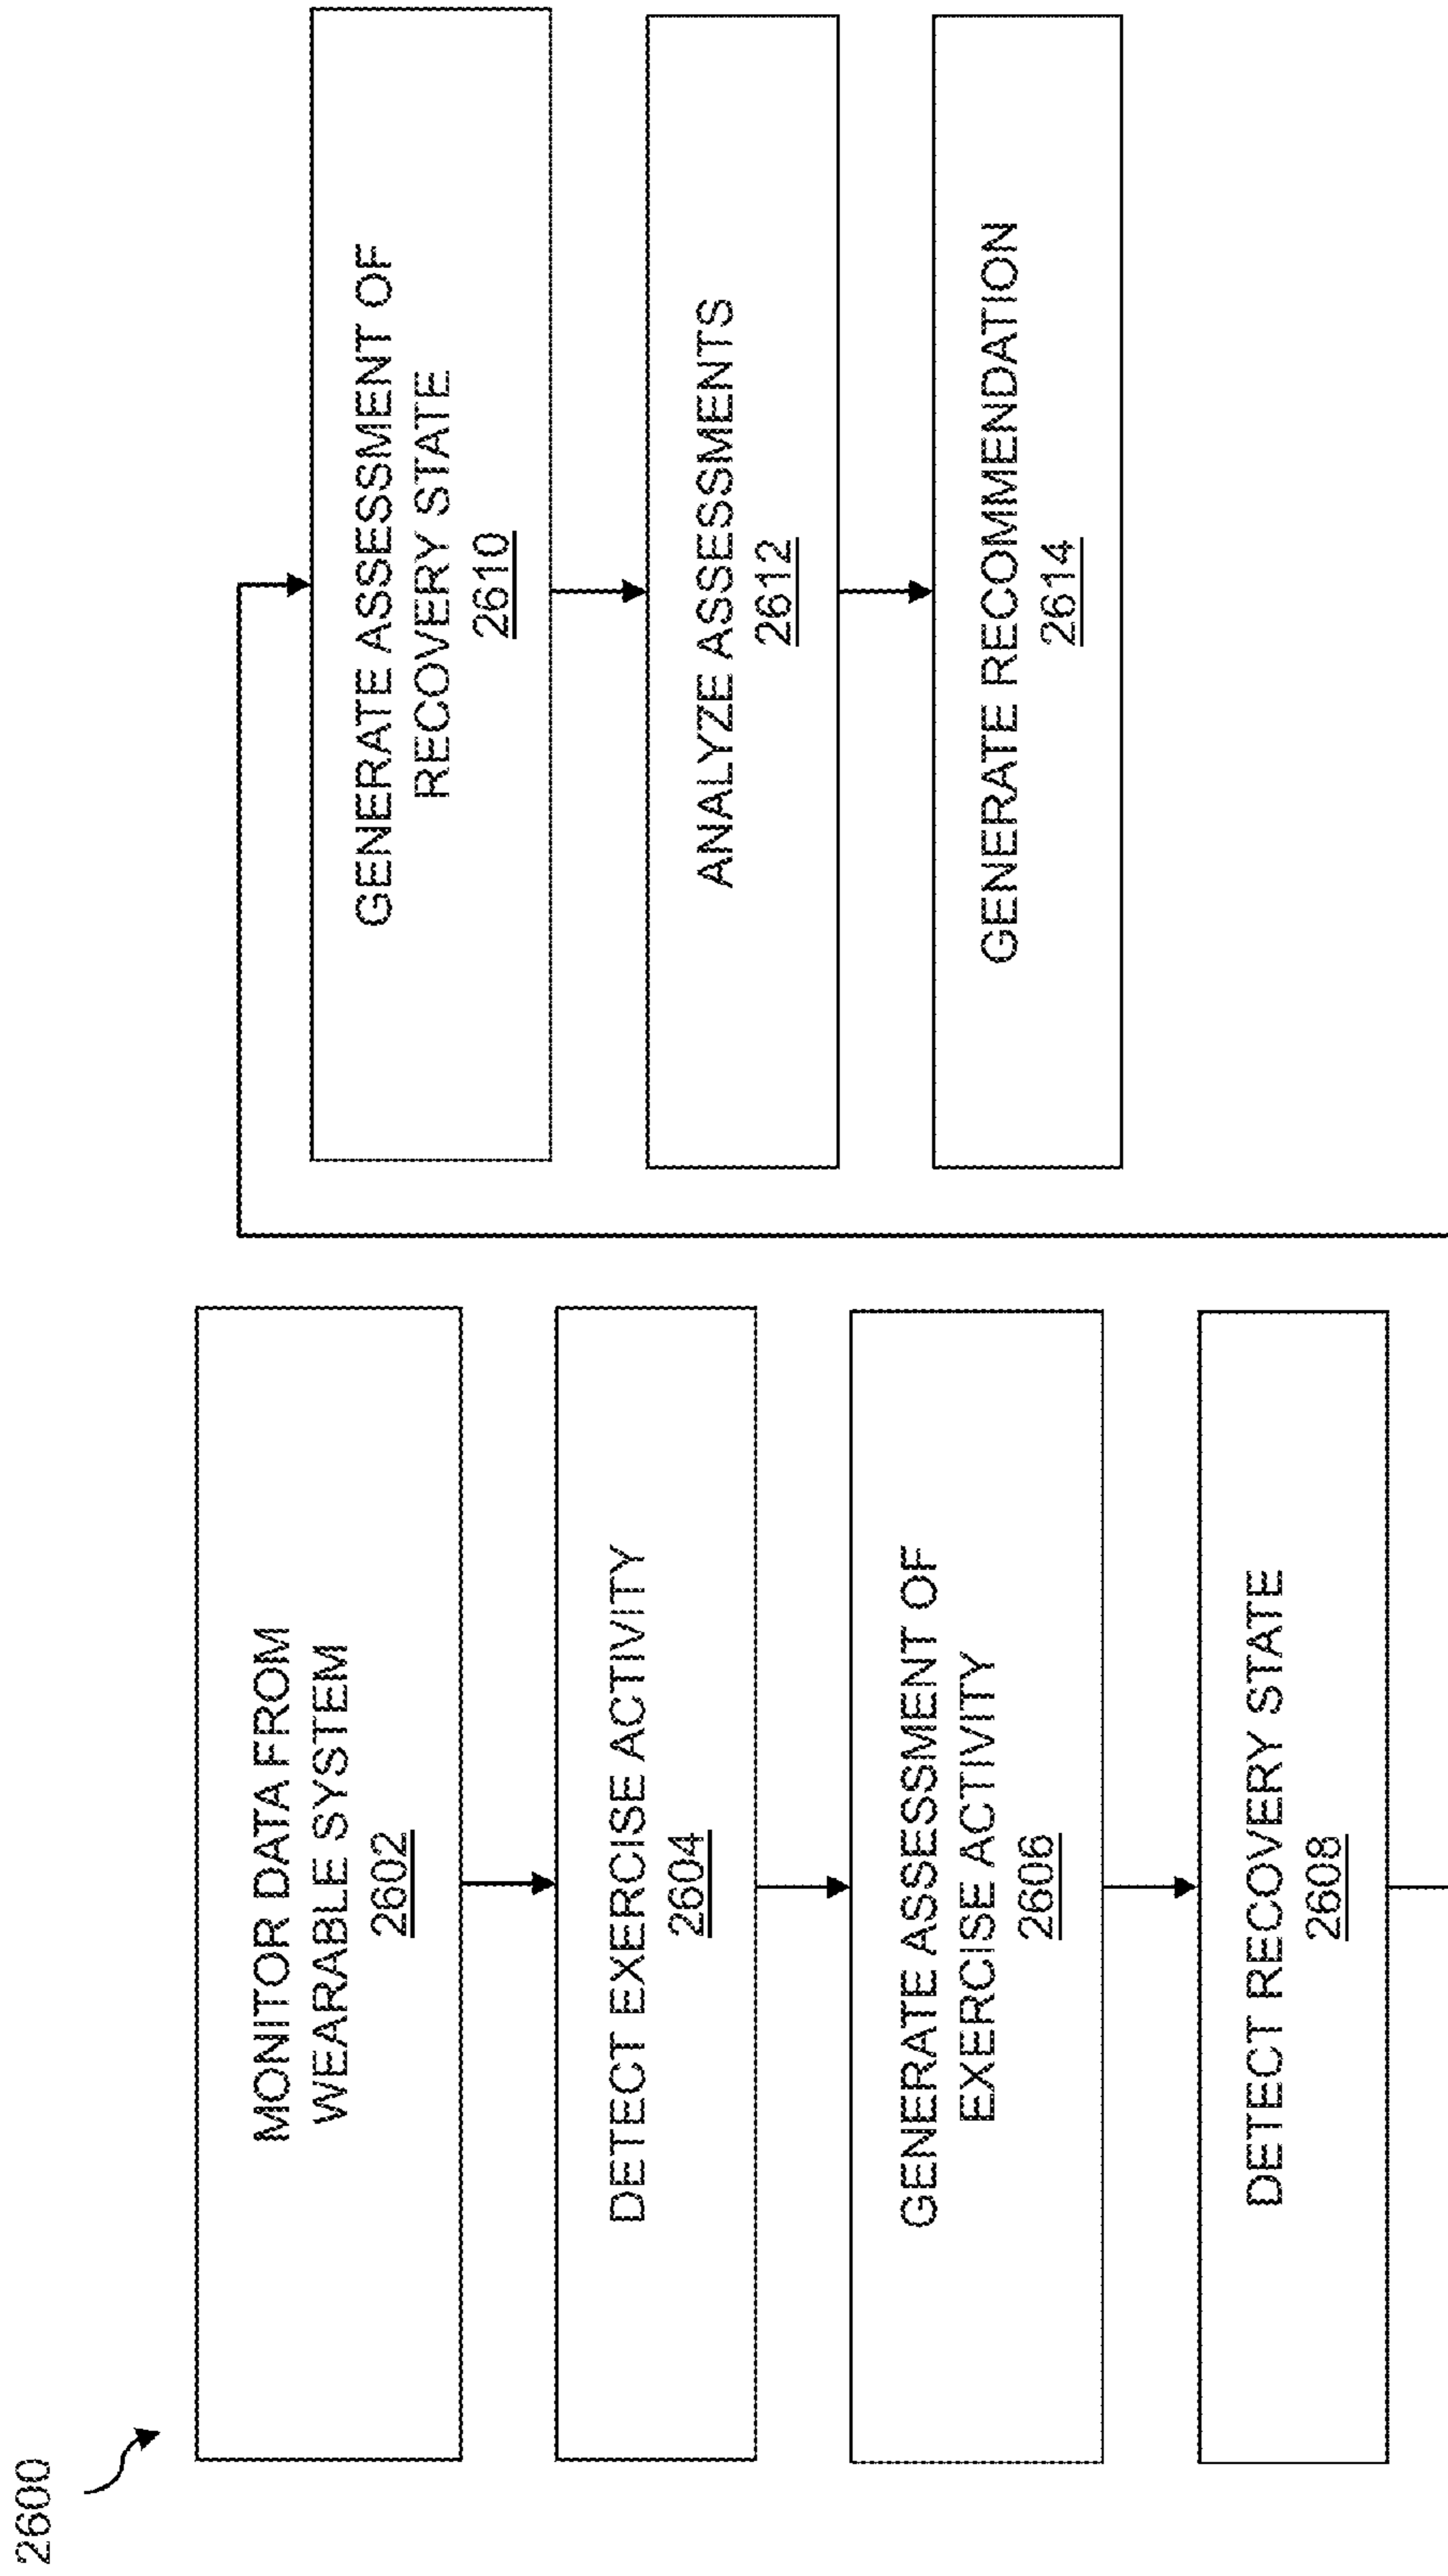 2600
MONITOR DATA FROM
WEARABLE SYSTEM
2602
DETECT EXERCISE ACTIVITY
2604
GENERATE ASSESSMENT OF
EXERCISE ACTIVITY
2606
DETECT RECOVERY STATE
2608
GENERATE ASSESSMENT OF
RECOVERY STATE
2610
ANALYZE ASSESSMENTS
2612
GENERATE RECOMMENDATION
2614